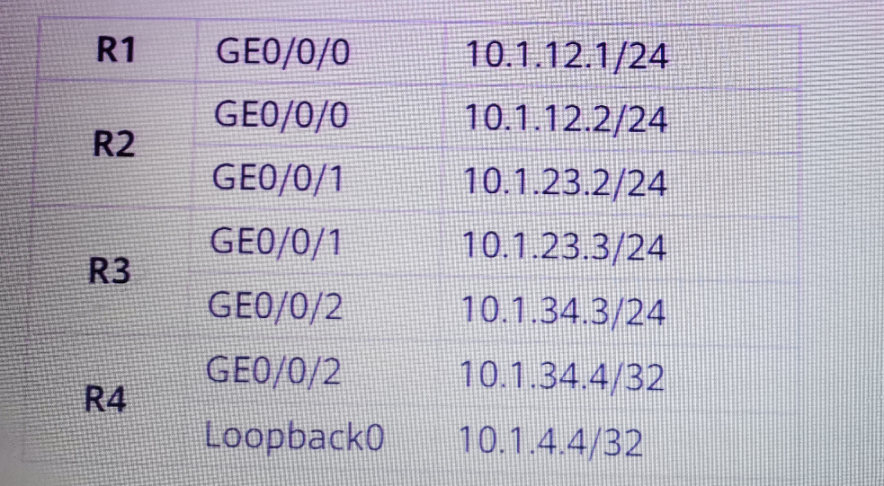 R1 GE0/0/0 10.1.12.1/24
R2 GE0/0/0 10.1.12.2/24
GE0/0/1 10.1.23.2/24
R3 GE0/0/1 10.1.23.3/24
GE0/0/2 10.1.34.3/24
R4 GE0/0/2 10.1.34.4/32
Loopback0 10.1.4.4/32